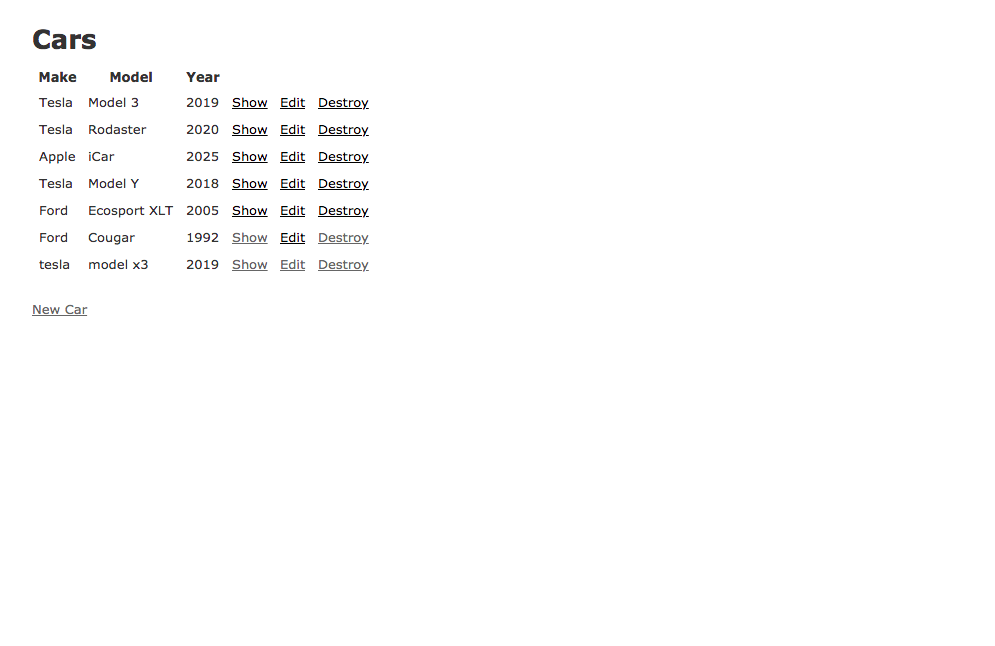 Cars
Make Model Year
Tesla Model 3 2019 Show Edit Destroy
Tesla Rodaster 2020 Show Edit Destroy
Apple iCar 2025 Show Edit Destroy
Tesla Model Y 2018 Show Edit Destroy
Ford Ecosport XLT 2005 Show Edit Destroy
Ford Cougar 1992 Show Edit Destroy
tesla model x3 2019 Show Edit Destroy
New Car